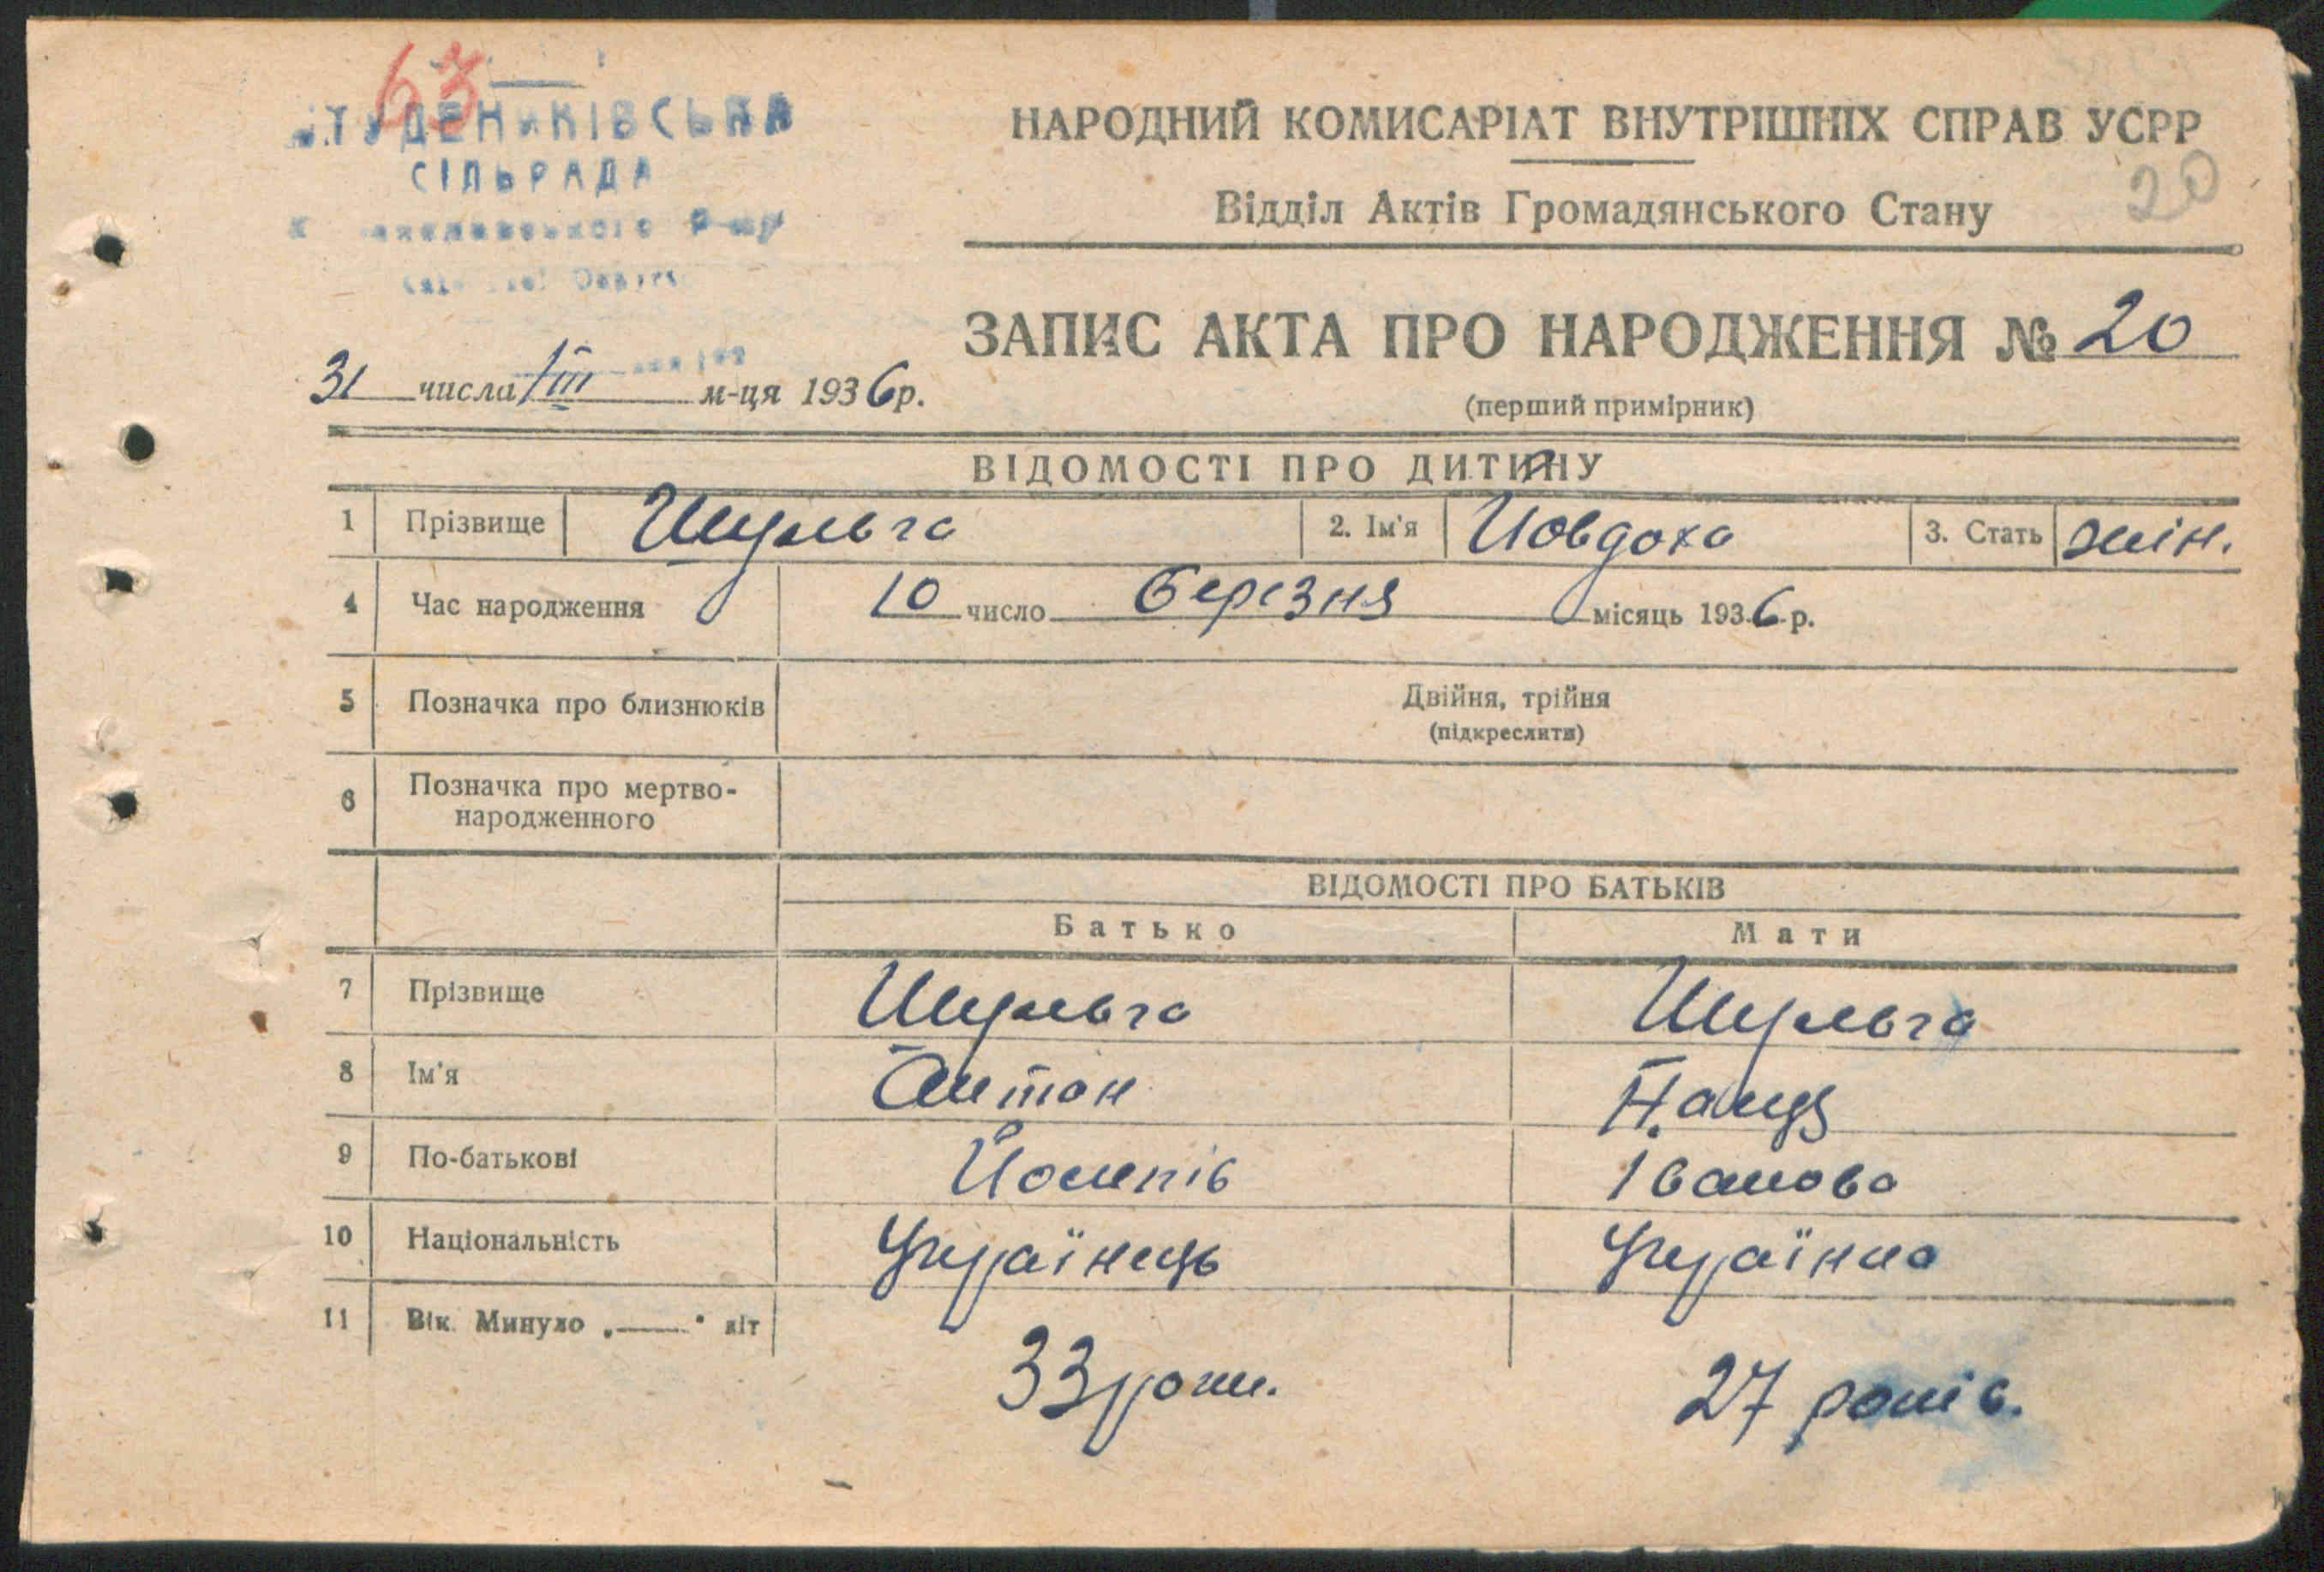 63
СТУДЕНИКІВСЬКА
СІЛЬРАДА
НАРОДНИЙ КОМИСАРІАТ ВНУТРІШНІХ СПРАВ УСРР
20
Відділ Актів Громадянського Стану
ЗАПИС АКТА ПРО НАРОДЖЕННЯ № 20
31 числа III м-ця 1936 р.
(перший примірник)
ВІДОМОСТІ ПРО ДИТИНУ
1 Прізвище Шульга 2. Ім'я Йовдоха 3. Стать жін.
4 Час народження 10 число березня місяць 1936 р.
5 Позначка про близнюків Двійня, трійня
(підкреслити)
6 Позначка про мертво-
народженного
ВІДОМОСТІ ПРО БАТЬКІВ
Батько Мати
7 Прізвище Шульга Шульга
8 Ім'я Антон
9 По-батькові Йосипів Іванова
10 Національність Українець Українка
11 Вік. Минуло „——" літ 33 роки. 27 років.